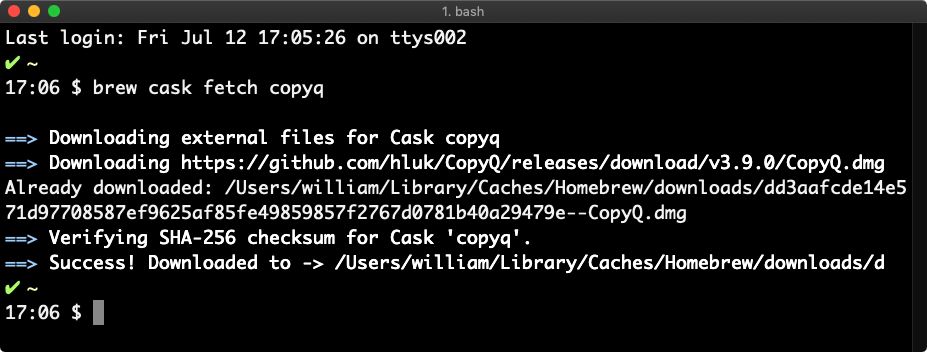 1. bash
Last login: Fri Jul 12 17:05:26 on ttys002
✔ ~
17:06 $ brew cask fetch copyq
==> Downloading external files for Cask copyq
==> Downloading https://github.com/hluk/CopyQ/releases/download/v3.9.0/CopyQ.dmg
Already downloaded: /Users/william/Library/Caches/Homebrew/downloads/dd3aafcde14e5
71d97708587ef9625af85fe49859857f2767d0781b40a29479e--CopyQ.dmg
==> Verifying SHA-256 checksum for Cask 'copyq'.
==> Success! Downloaded to -> /Users/william/Library/Caches/Homebrew/downloads/d
✔ ~
17:06 $